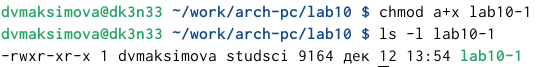 dvmaksimova@dk3n33 ~/work/arch-pc/lab10 $ chmod a+x lab10-1
dvmaksimova@dk3n33 ~/work/arch-pc/lab10 $ ls -l lab10-1
-rwxr-xr-x 1 dvmaksimova studsci 9164 дек 12 13:54 lab10-1